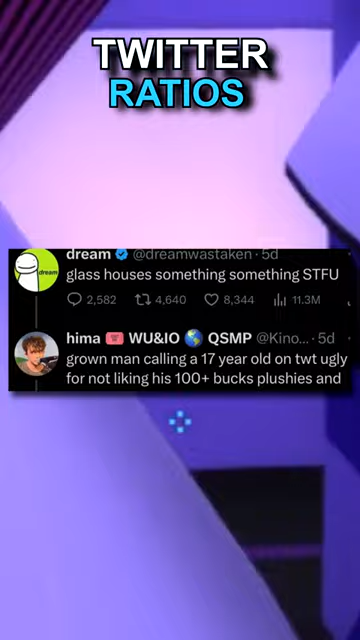 TWITTER
RATIOS
dream @dreamwastaken · 5d
dream
glass houses something something STFU
2,582 4,640 8,344 11.3M
hima WU&IO QSMP @Kino... · 5d
grown man calling a 17 year old on twt ugly
for not liking his 100+ bucks plushies and